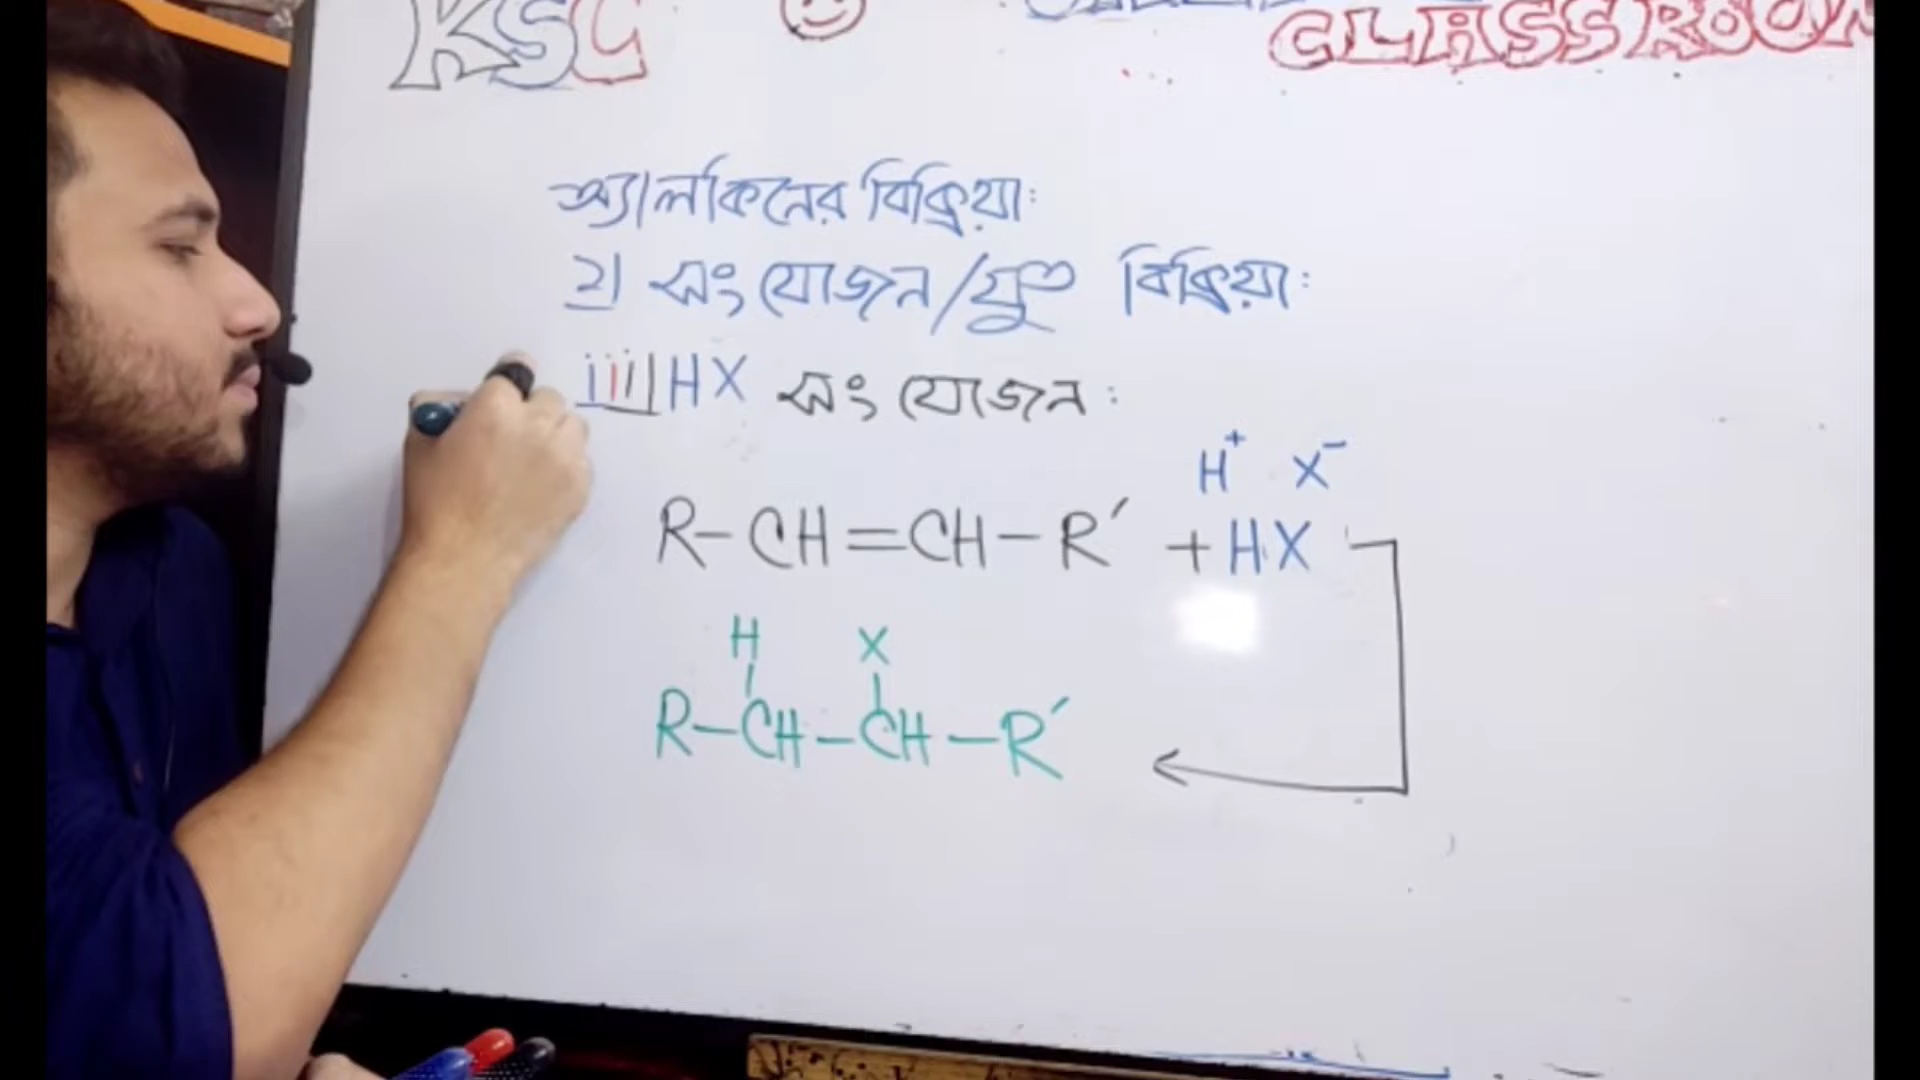 KSC CLASSROOM
অ্যালকিনের বিক্রিয়া:
২) সংযোজন/যুত বিক্রিয়া:
iii) HX সংযোজন:
H⁺ X⁻
R-CH=CH-R′ + HX
H X
R-CH-CH-R′